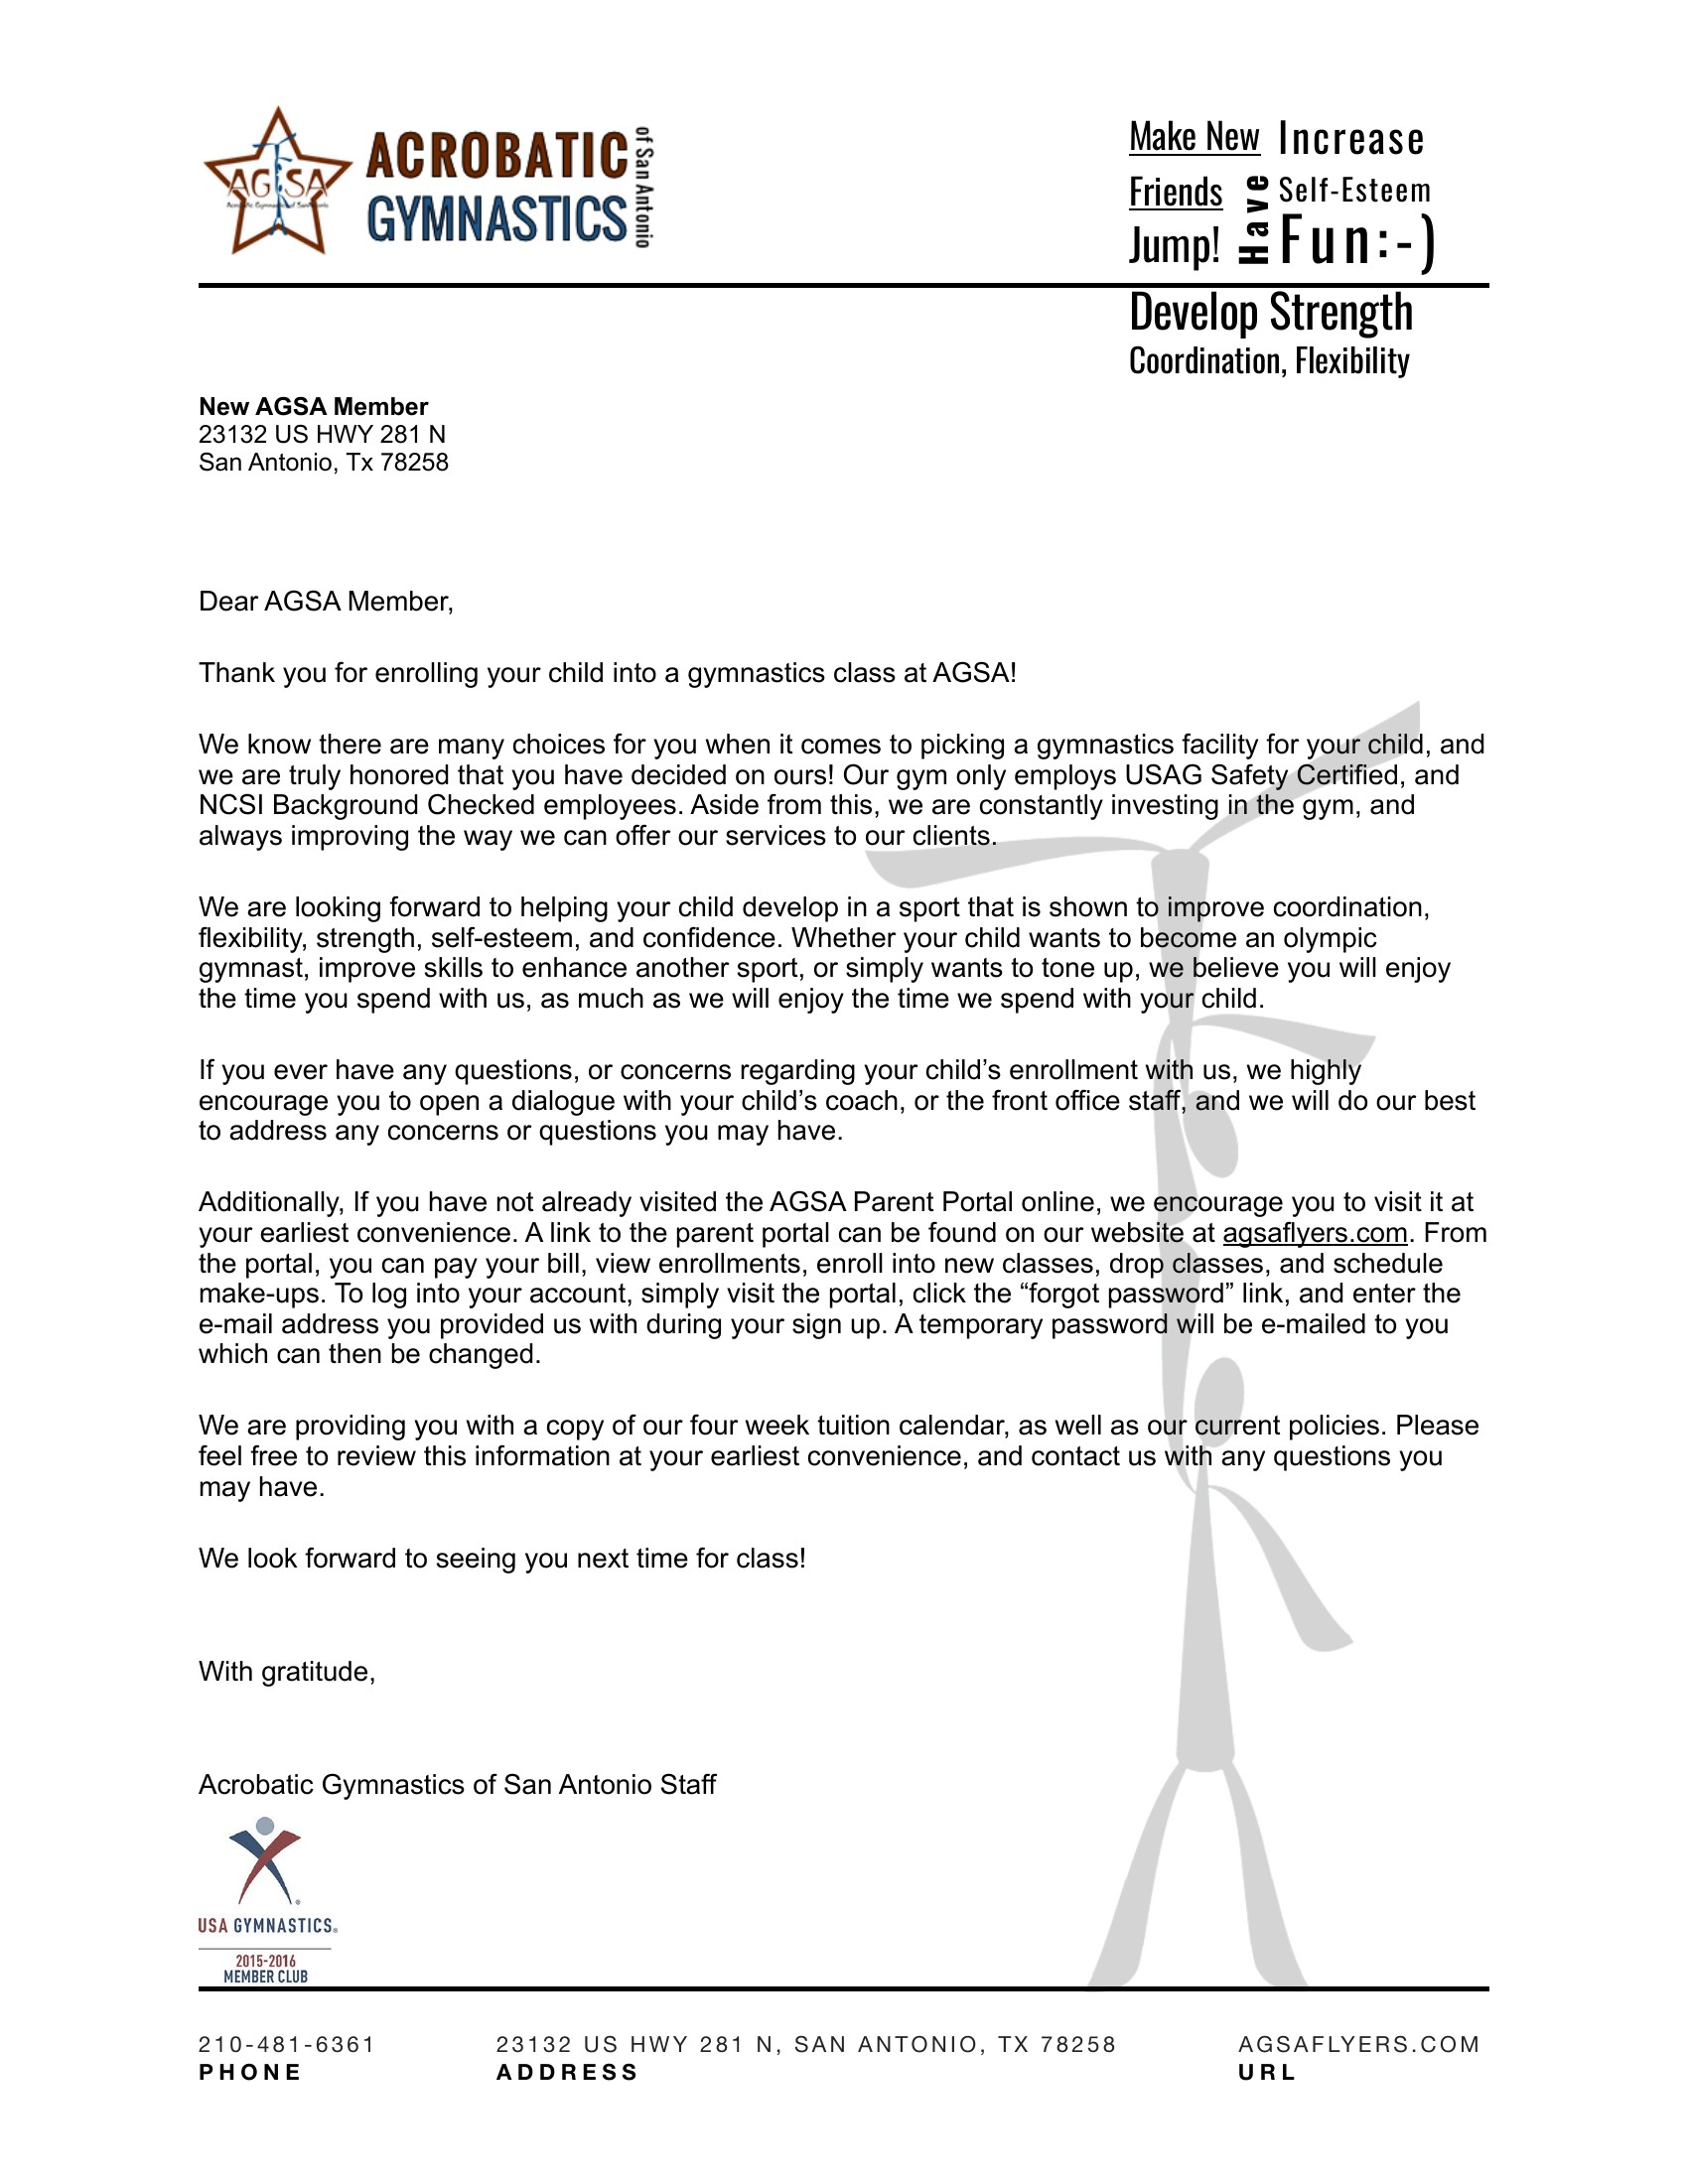 AGSA
Acrobatic Gymnastics of San Antonio
ACROBATIC
GYMNASTICS
of San Antonio
Make New
Friends
Jump!
Have
Increase
Self-Esteem
Fun:-)
Develop Strength
Coordination, Flexibility
New AGSA Member
23132 US HWY 281 N
San Antonio, Tx 78258
Dear AGSA Member,
Thank you for enrolling your child into a gymnastics class at AGSA!
We know there are many choices for you when it comes to picking a gymnastics facility for your child, and
we are truly honored that you have decided on ours! Our gym only employs USAG Safety Certified, and
NCSI Background Checked employees. Aside from this, we are constantly investing in the gym, and
always improving the way we can offer our services to our clients.
We are looking forward to helping your child develop in a sport that is shown to improve coordination,
flexibility, strength, self-esteem, and confidence. Whether your child wants to become an olympic
gymnast, improve skills to enhance another sport, or simply wants to tone up, we believe you will enjoy
the time you spend with us, as much as we will enjoy the time we spend with your child.
If you ever have any questions, or concerns regarding your child’s enrollment with us, we highly
encourage you to open a dialogue with your child’s coach, or the front office staff, and we will do our best
to address any concerns or questions you may have.
Additionally, If you have not already visited the AGSA Parent Portal online, we encourage you to visit it at
your earliest convenience. A link to the parent portal can be found on our website at agsaflyers.com. From
the portal, you can pay your bill, view enrollments, enroll into new classes, drop classes, and schedule
make-ups. To log into your account, simply visit the portal, click the “forgot password” link, and enter the
e-mail address you provided us with during your sign up. A temporary password will be e-mailed to you
which can then be changed.
We are providing you with a copy of our four week tuition calendar, as well as our current policies. Please
feel free to review this information at your earliest convenience, and contact us with any questions you
may have.
We look forward to seeing you next time for class!
With gratitude,
Acrobatic Gymnastics of San Antonio Staff
USA GYMNASTICS®
2015-2016
MEMBER CLUB
210-481-6361
PHONE
23132 US HWY 281 N, SAN ANTONIO, TX 78258
ADDRESS
AGSAFLYERS.COM
URL